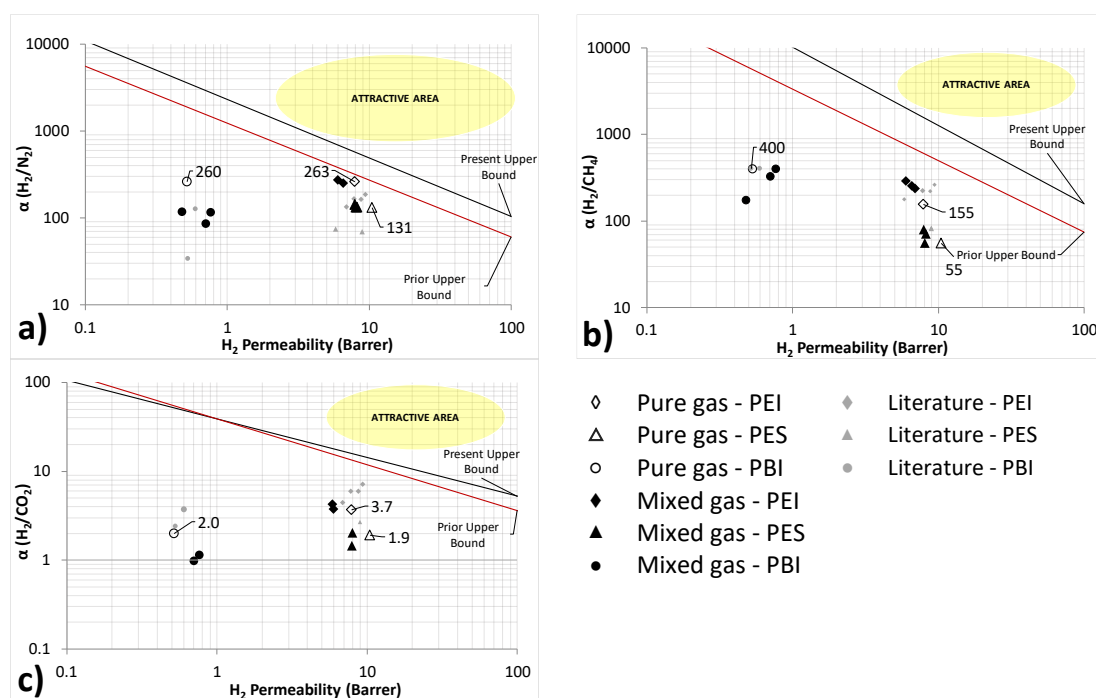 10000
1000
100
10
α (H₂/N₂)
ATTRACTIVE AREA
260
263
131
Present Upper
Bound
Prior Upper
Bound
0.1
1
10
100
H₂ Permeability (Barrer)
a)
10000
1000
100
10
α (H₂/CH₄)
ATTRACTIVE AREA
400
155
55
Present Upper
Bound
Prior Upper Bound
0.1
1
10
100
H₂ Permeability (Barrer)
b)
100
10
1
0.1
α (H₂/CO₂)
ATTRACTIVE AREA
2.0
3.7
1.9
Present Upper
Bound
Prior Upper
Bound
0.1
1
10
100
H₂ Permeability (Barrer)
c)
Pure gas - PEI
Pure gas - PES
Pure gas - PBI
Mixed gas - PEI
Mixed gas - PES
Mixed gas - PBI
Literature - PEI
Literature - PES
Literature - PBI